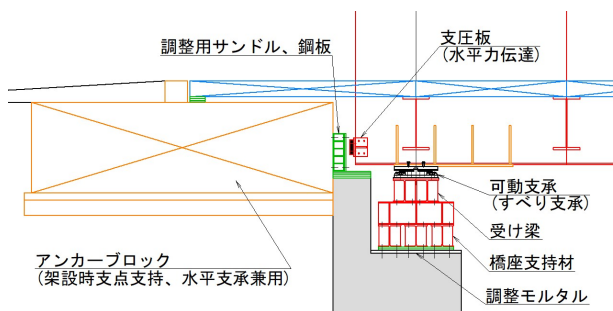 支圧板
(水平力伝達)
調整用サンドル、鋼板
可動支承
(すべり支承)
受け梁
橋座支持材
調整モルタル
アンカーブロック
(架設時支点支持、水平支承兼用)